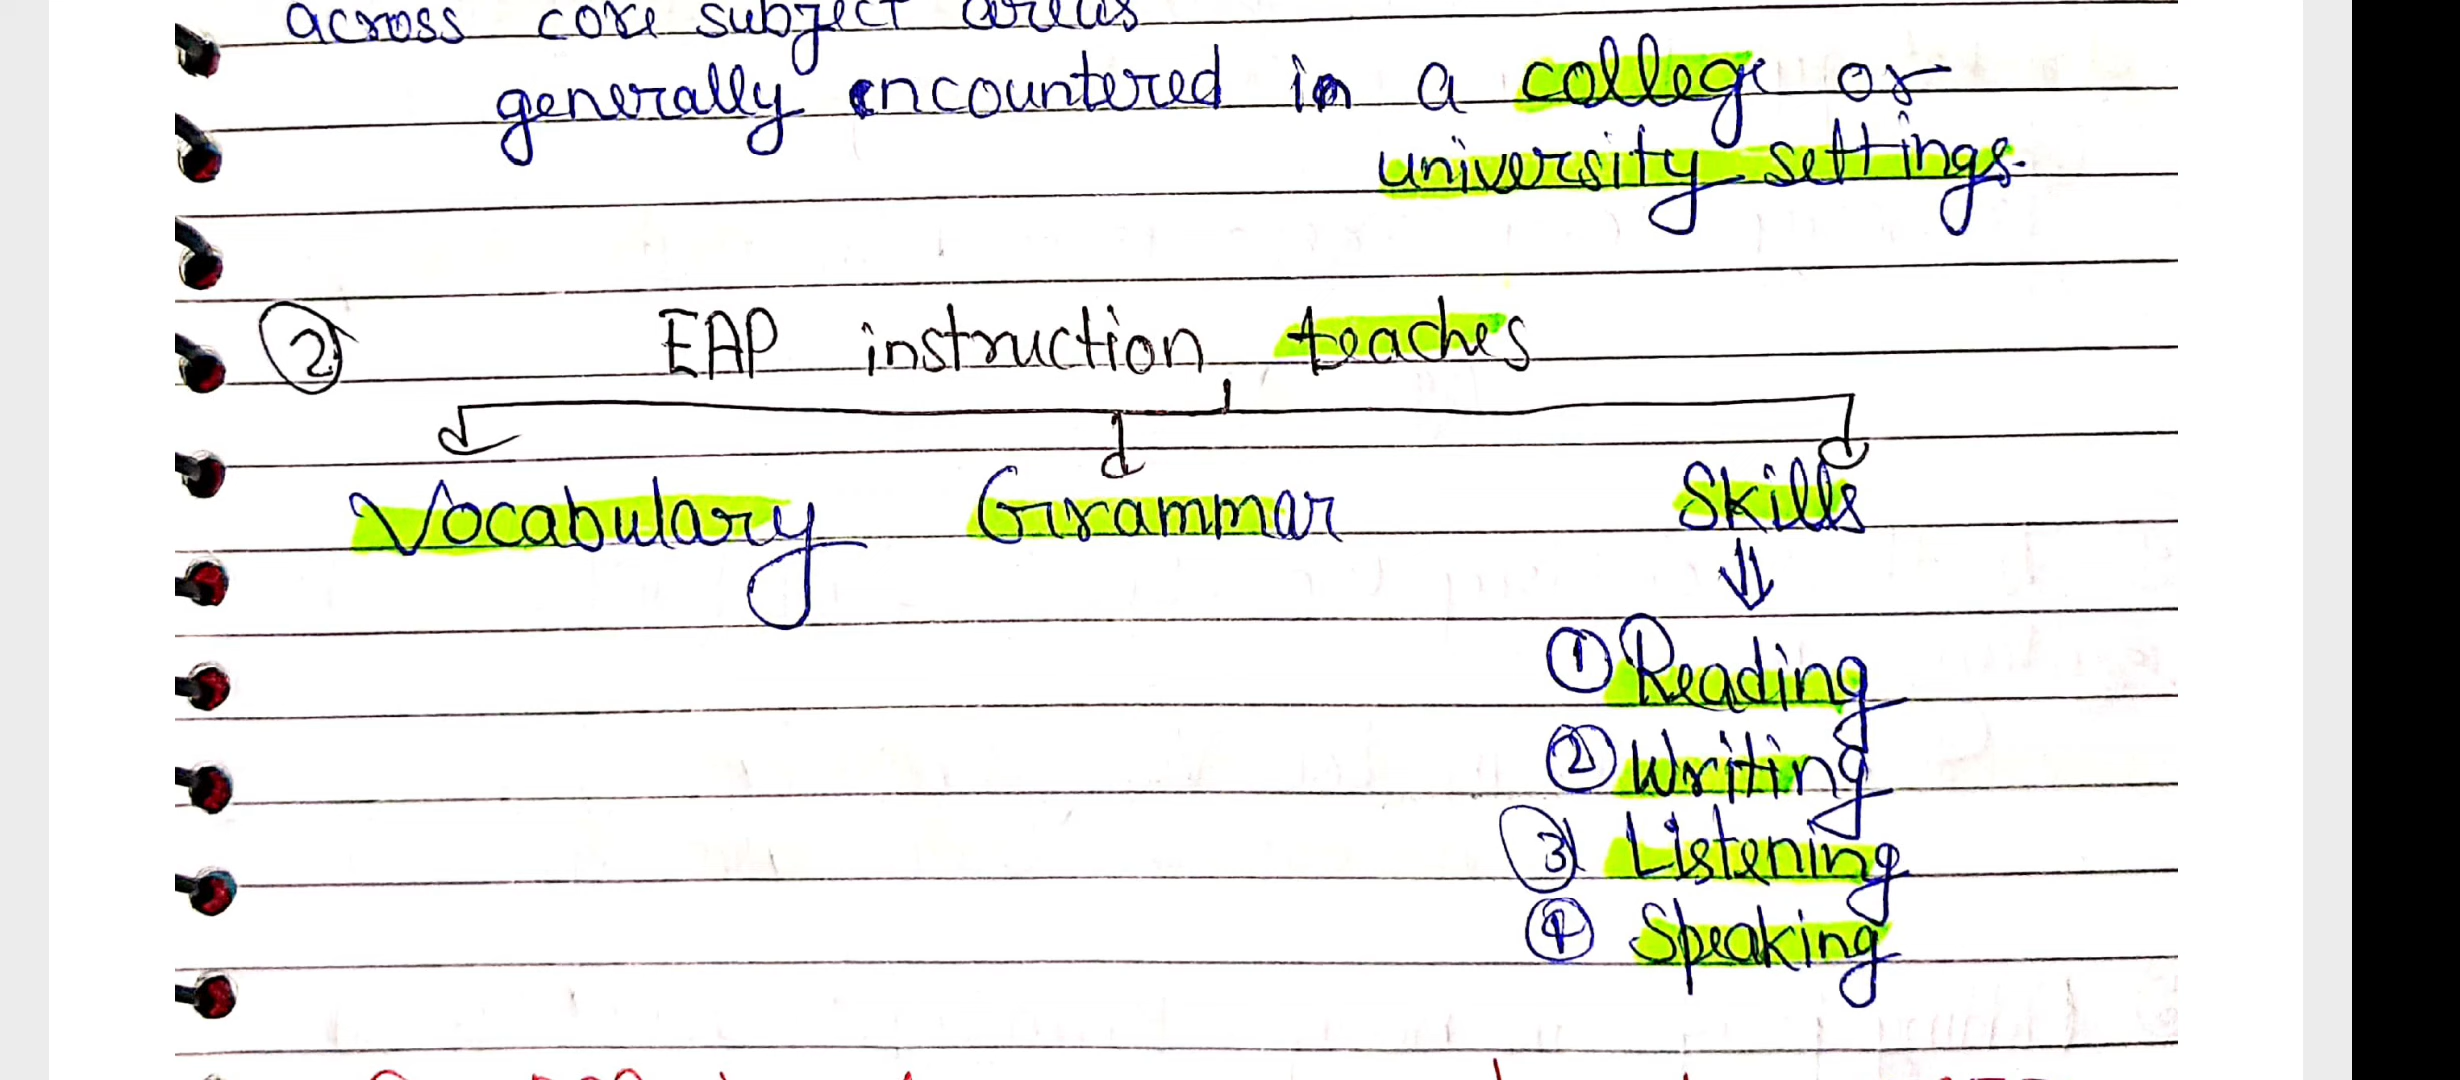 across core subject areas
generally encountered in a college or
university settings.
② EAP instruction teaches
Vocabulary Grammar Skills
① Reading
② Writing
③ Listening
④ Speaking